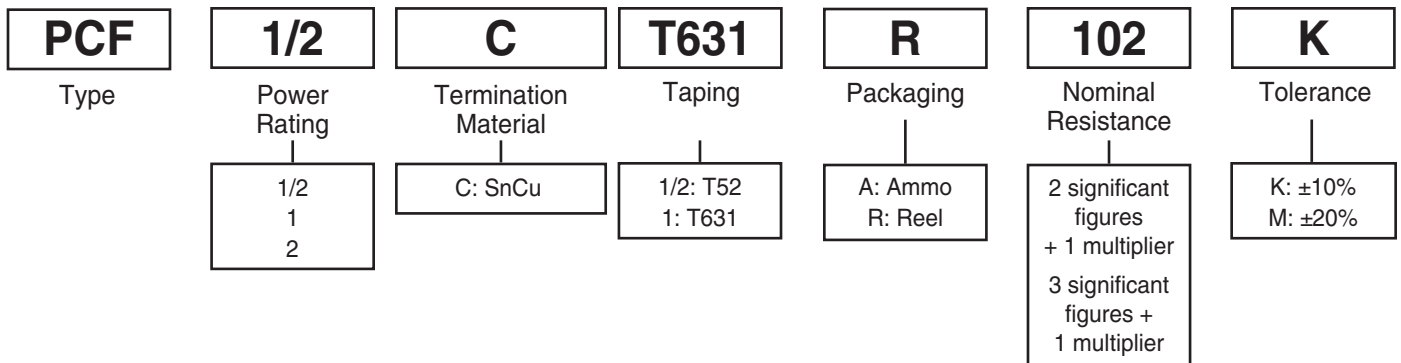 PCF 1/2 C T631 R 102 K
Type Power Termination Taping Packaging Nominal Tolerance
Rating Material Resistance
1/2 C: SnCu 1/2: T52 A: Ammo 2 significant K: ±10%
1 1: T631 R: Reel figures M: ±20%
2 + 1 multiplier
3 significant
figures +
1 multiplier